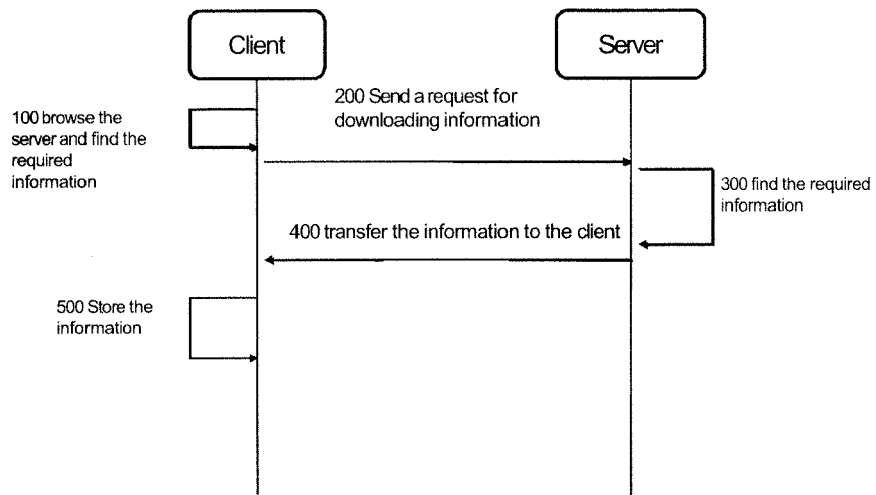 Client
Server
200 Send a request for
downloading information
100 browse the
server and find the
required
information
300 find the required
information
400 transfer the information to the client
500 Store the
information